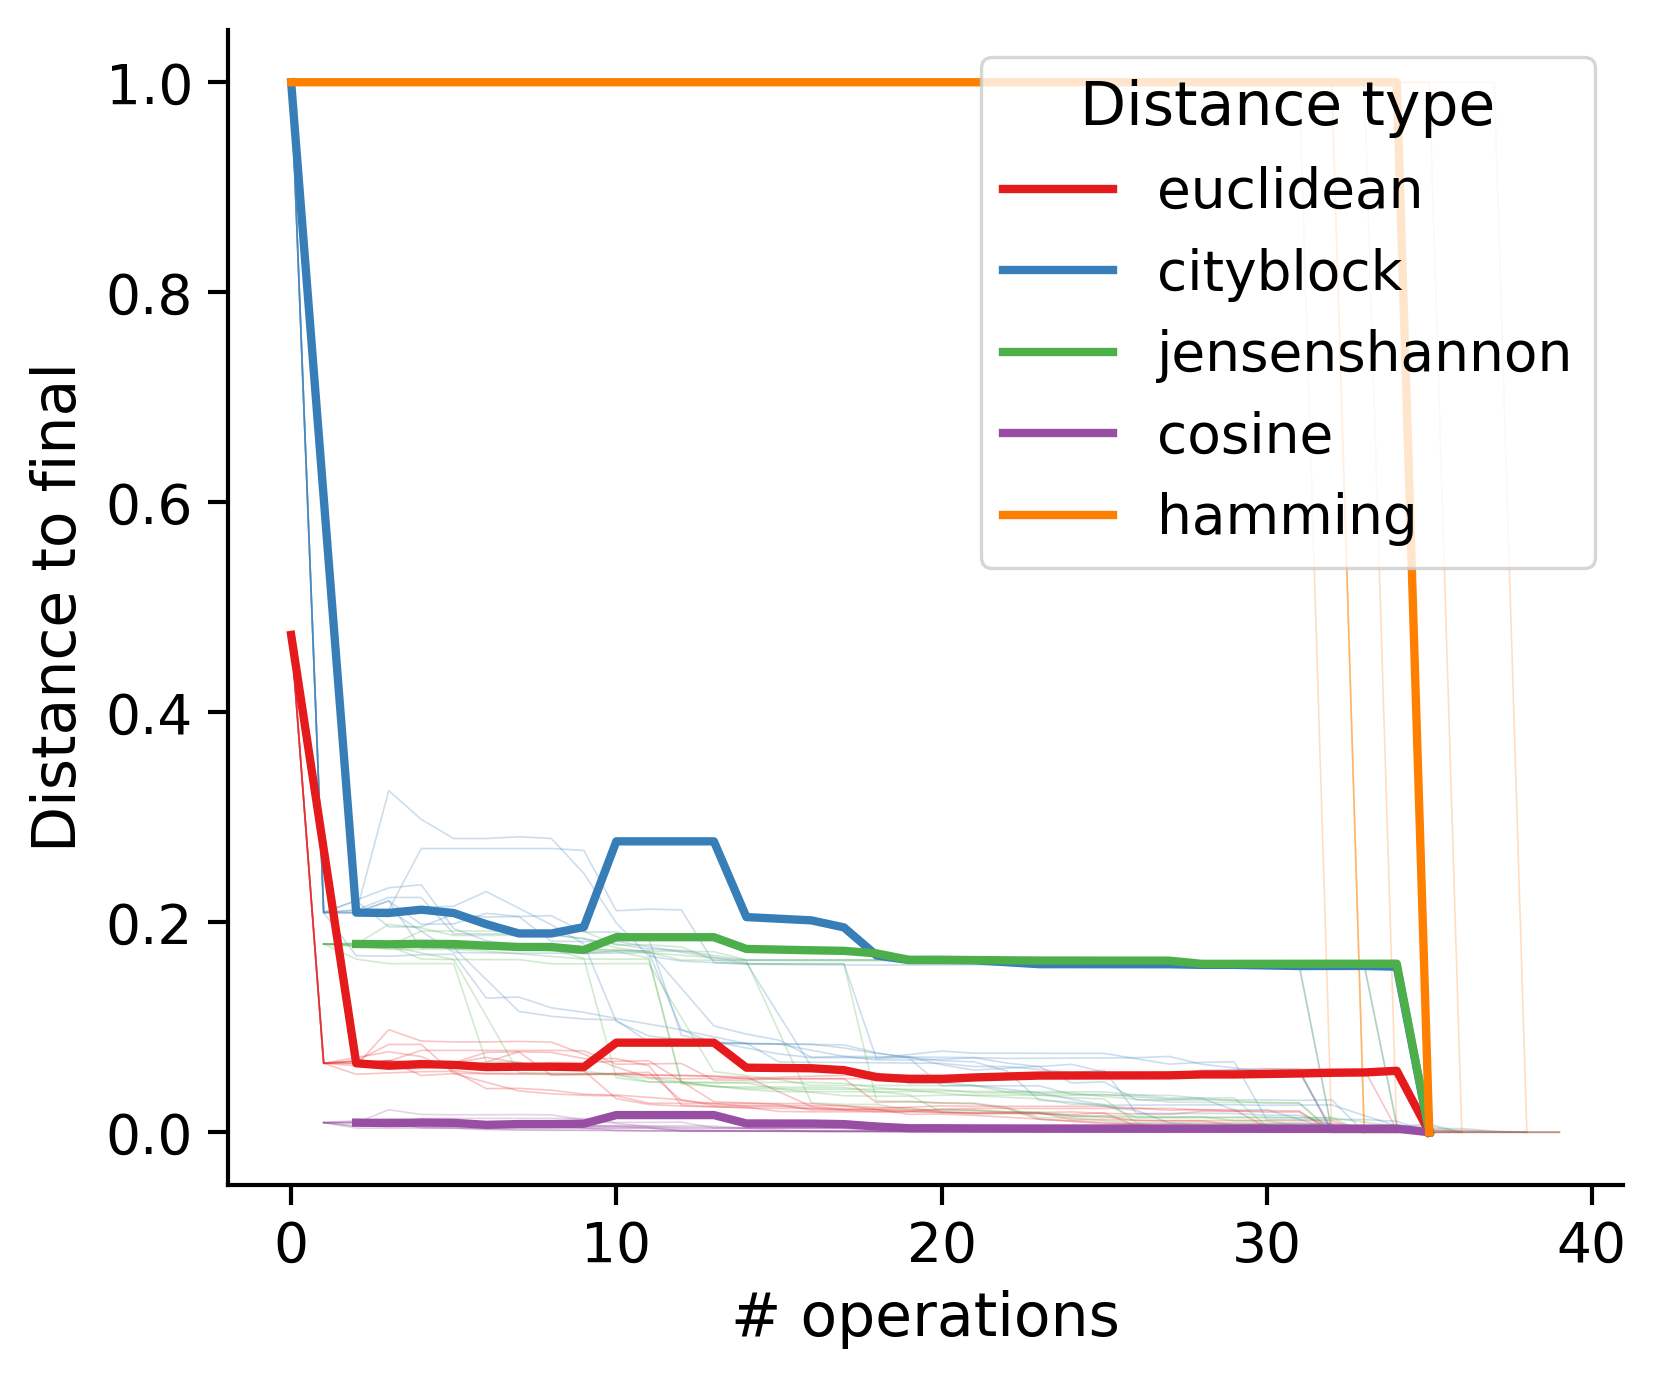 Distance type
euclidean
cityblock
jensenshannon
cosine
hamming
Distance to final
1.0
0.8
0.6
0.4
0.2
0.0
0
10
20
30
40
# operations